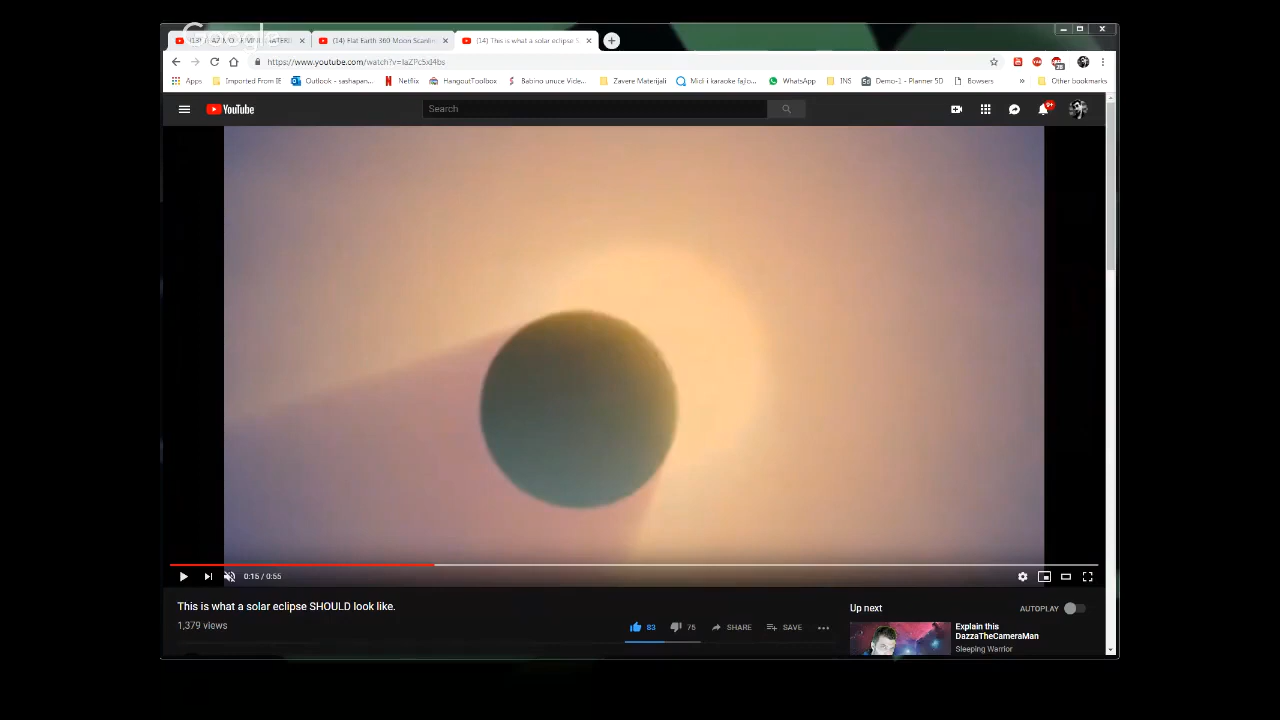 Google
(14) Flat Earth 360 Moon Scanlin
(14) This is what a solar eclipse S
https://www.youtube.com/watch?v=
Apps Imported From IE Outlook - sashapan... Netflix HangoutToolbox Babino unuce Vide... Zavere Materijali Midi i karaoke fajlo... WhatsApp INS Demo-1 - Planner 5D Bowsers » Other bookmarks
YouTube Search 9+
0:15 / 0:55
This is what a solar eclipse SHOULD look like.
1,379 views
83 75 SHARE SAVE
Up next AUTOPLAY
Explain this
DazzaTheCameraMan
Sleeping Warrior